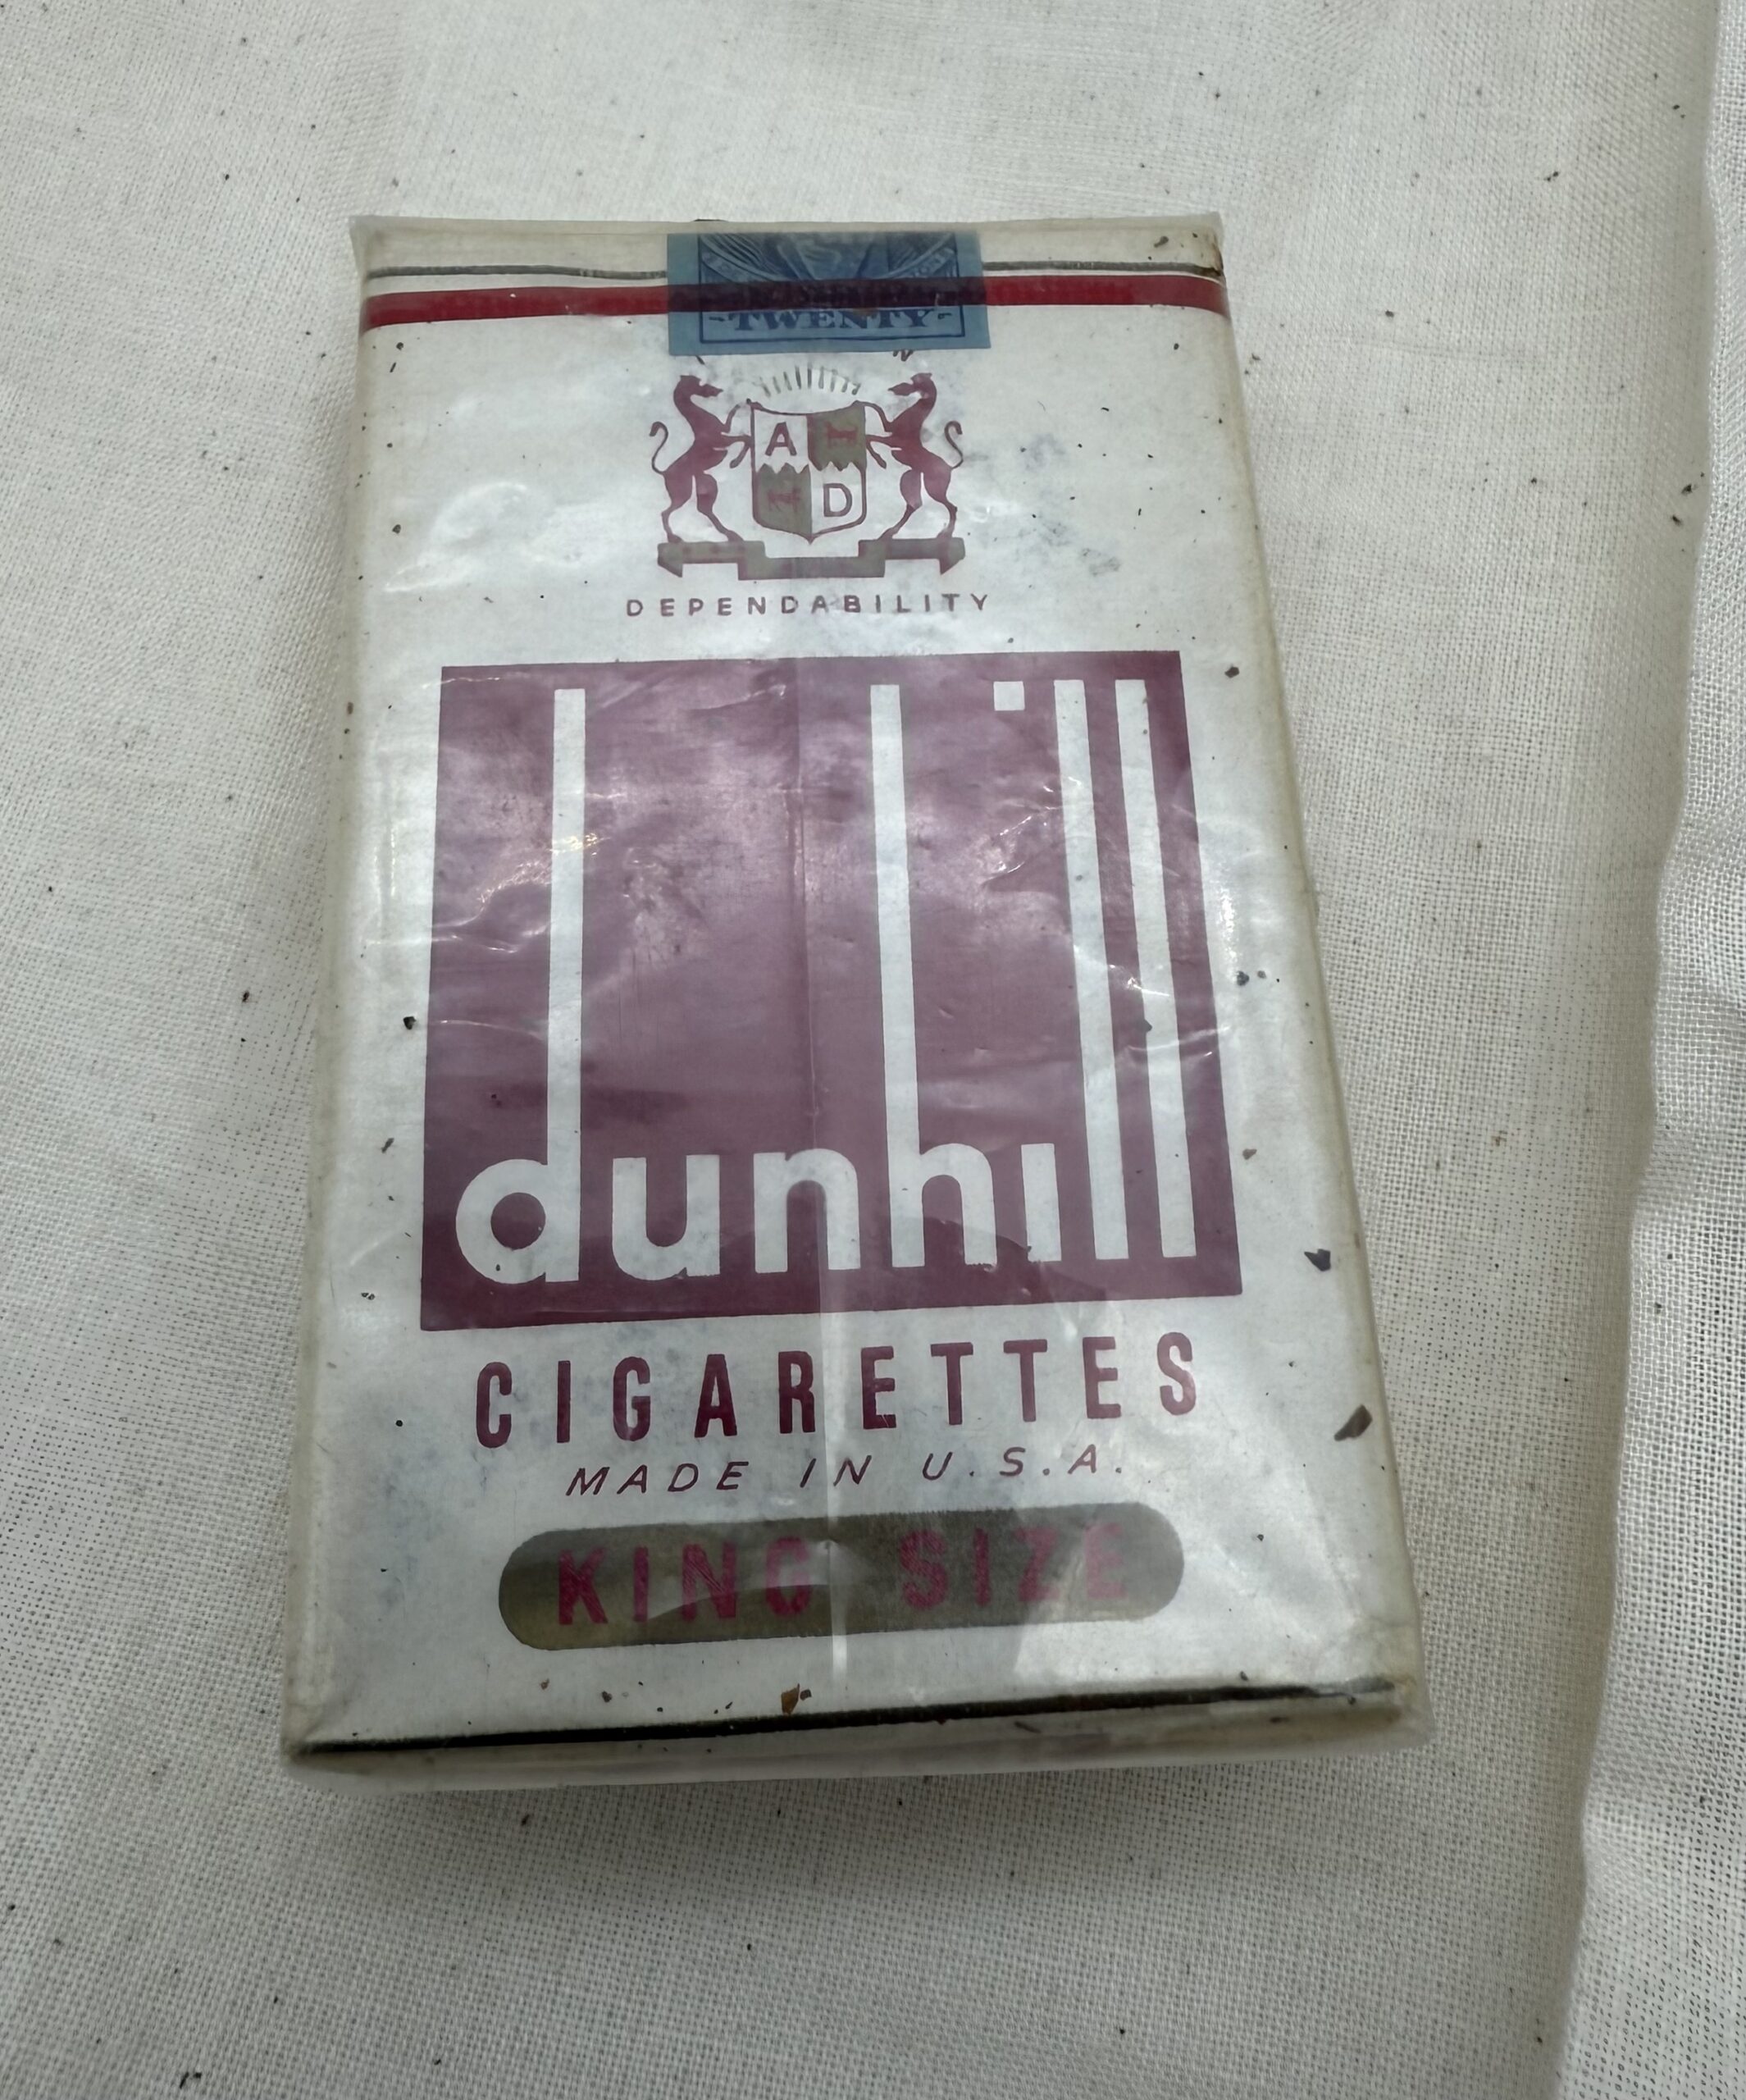 -TWENTY-
A H
H D
DEPENDABILITY
dunhill
CIGARETTES
MADE IN U.S.A.
KING SIZE